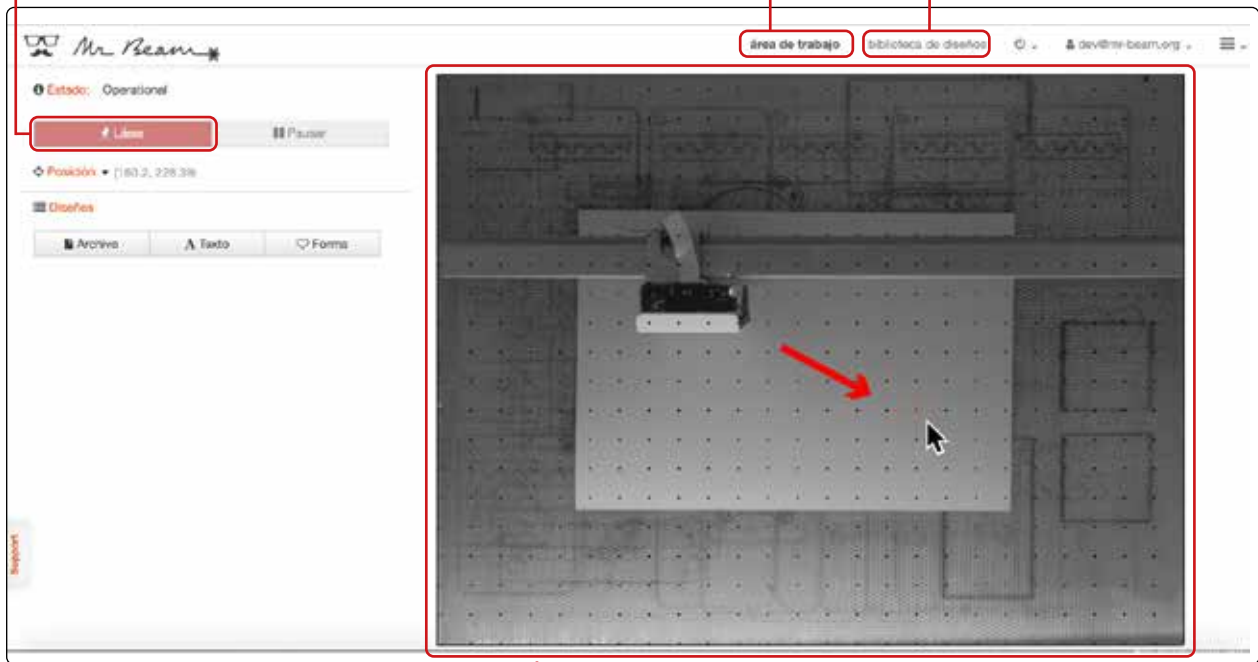 Mr Beam
área de trabajo
biblioteca de diseños
dev@mr-beam.org
Estado: Operational
Láser
Pausar
Posición
Diseños
Archivo
Texto
Forma
Support